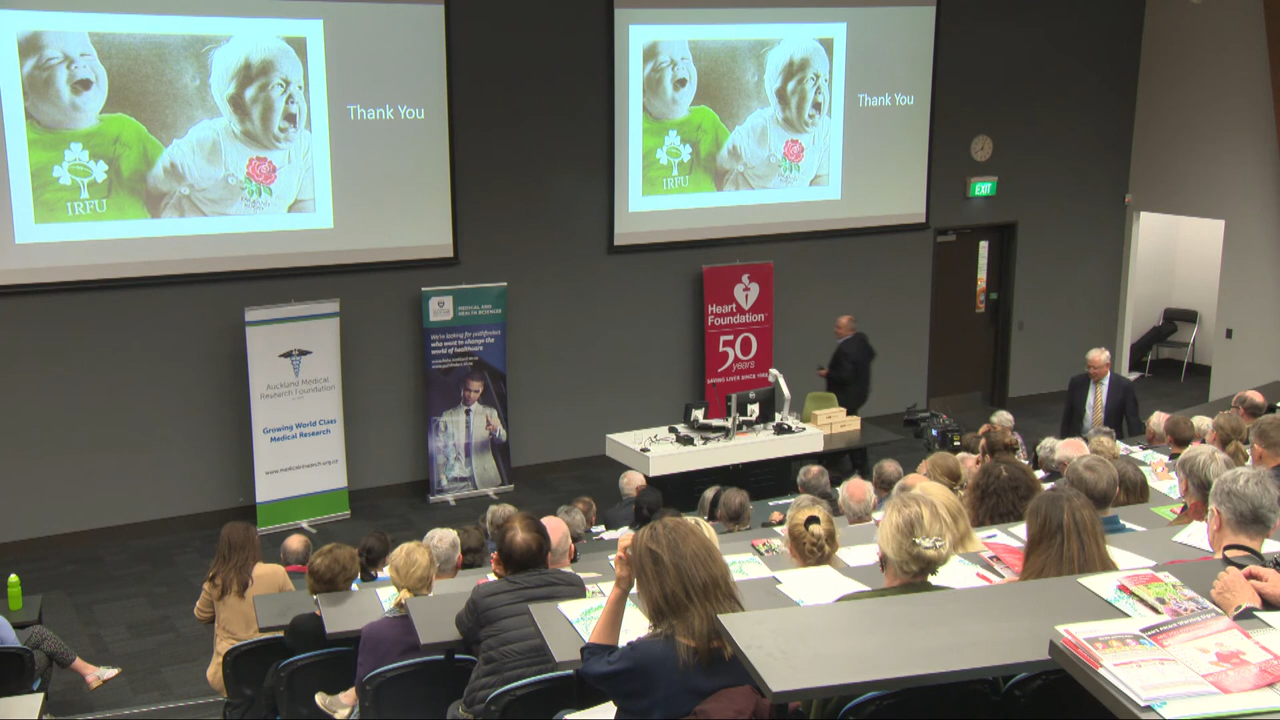 Thank You
IRFU
Thank You
IRFU
EXIT
Heart
Foundation
50
years
SAVING LIVES SINCE 1968
MEDICAL AND
HEALTH SCIENCES
We're looking for pathfinders
who want to change the
world of healthcare
Auckland Medical
Research Foundation
Growing World Class
Medical Research
www.medicalresearch.org.nz